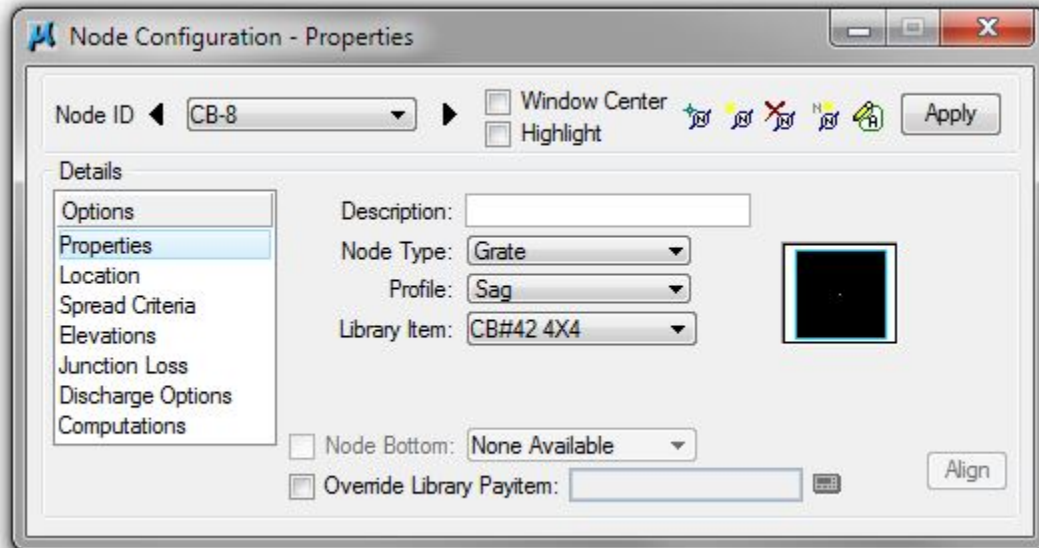 Node Configuration - Properties
Node ID CB-8 Window Center Apply
Highlight
Details
Options
Properties
Location
Spread Criteria
Elevations
Junction Loss
Discharge Options
Computations
Description:
Node Type: Grate
Profile: Sag
Library Item: CB#42 4X4
Node Bottom: None Available
Override Library Payitem:
Align